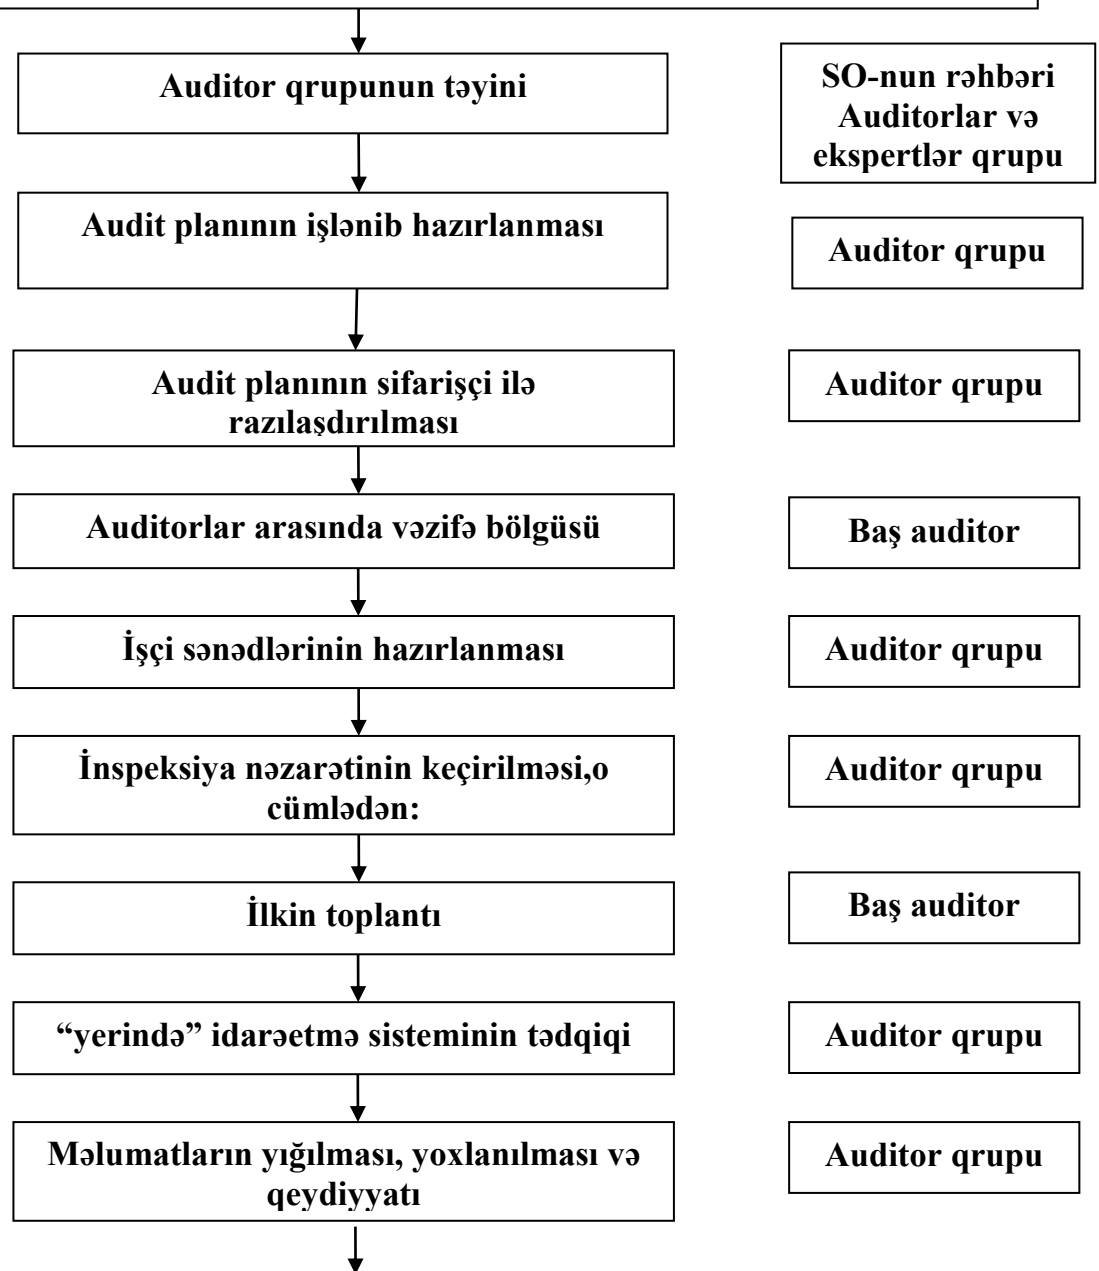 Auditor qrupunun təyini
SO-nun rəhbəri
Auditorlar və
ekspertlər qrupu
Audit planının işlənib hazırlanması
Auditor qrupu
Audit planının sifarişçi ilə
razılaşdırılması
Auditor qrupu
Auditorlar arasında vəzifə bölgüsü
Baş auditor
İşçi sənədlərinin hazırlanması
Auditor qrupu
İnspeksiya nəzarətinin keçirilməsi,o
cümlədən:
Auditor qrupu
İlkin toplantı
Baş auditor
“yerində” idarəetmə sisteminin tədqiqi
Auditor qrupu
Məlumatların yığılması, yoxlanılması və
qeydiyyatı
Auditor qrupu